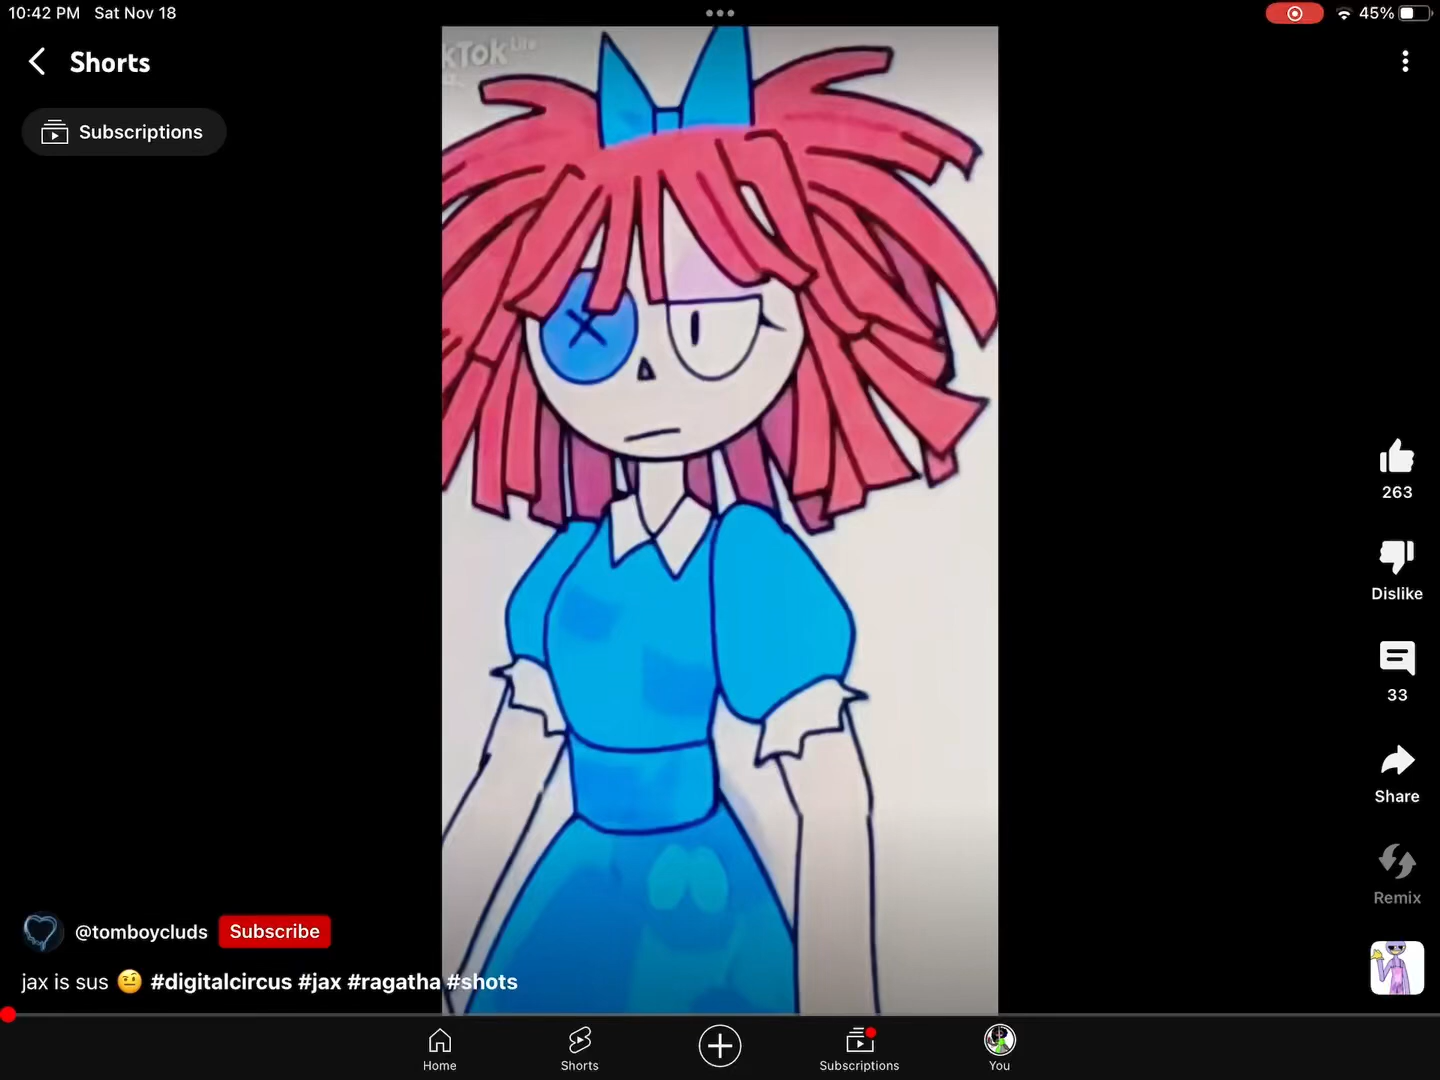 10:42 PM Sat Nov 18
45%
Shorts
Subscriptions
kTok Lite
263
Dislike
33
Share
Remix
@tomboycluds Subscribe
jax is sus 🤨 #digitalcircus #jax #ragatha #shots
Home
Shorts
Subscriptions
You